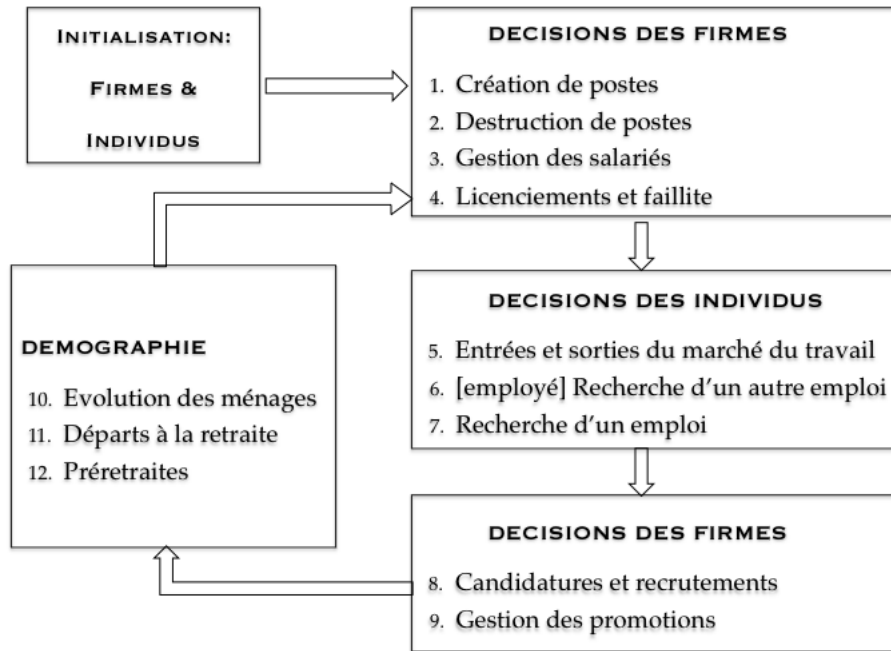 INITIALISATION:
FIRMES &
INDIVIDUS
DECISIONS DES FIRMES
1. Création de postes
2. Destruction de postes
3. Gestion des salariés
4. Licenciements et faillite
DECISIONS DES INDIVIDUS
5. Entrées et sorties du marché du travail
6. [employé] Recherche d'un autre emploi
7. Recherche d'un emploi
DECISIONS DES FIRMES
8. Candidatures et recrutements
9. Gestion des promotions
DEMOGRAPHIE
10. Evolution des ménages
11. Départs à la retraite
12. Préretraites